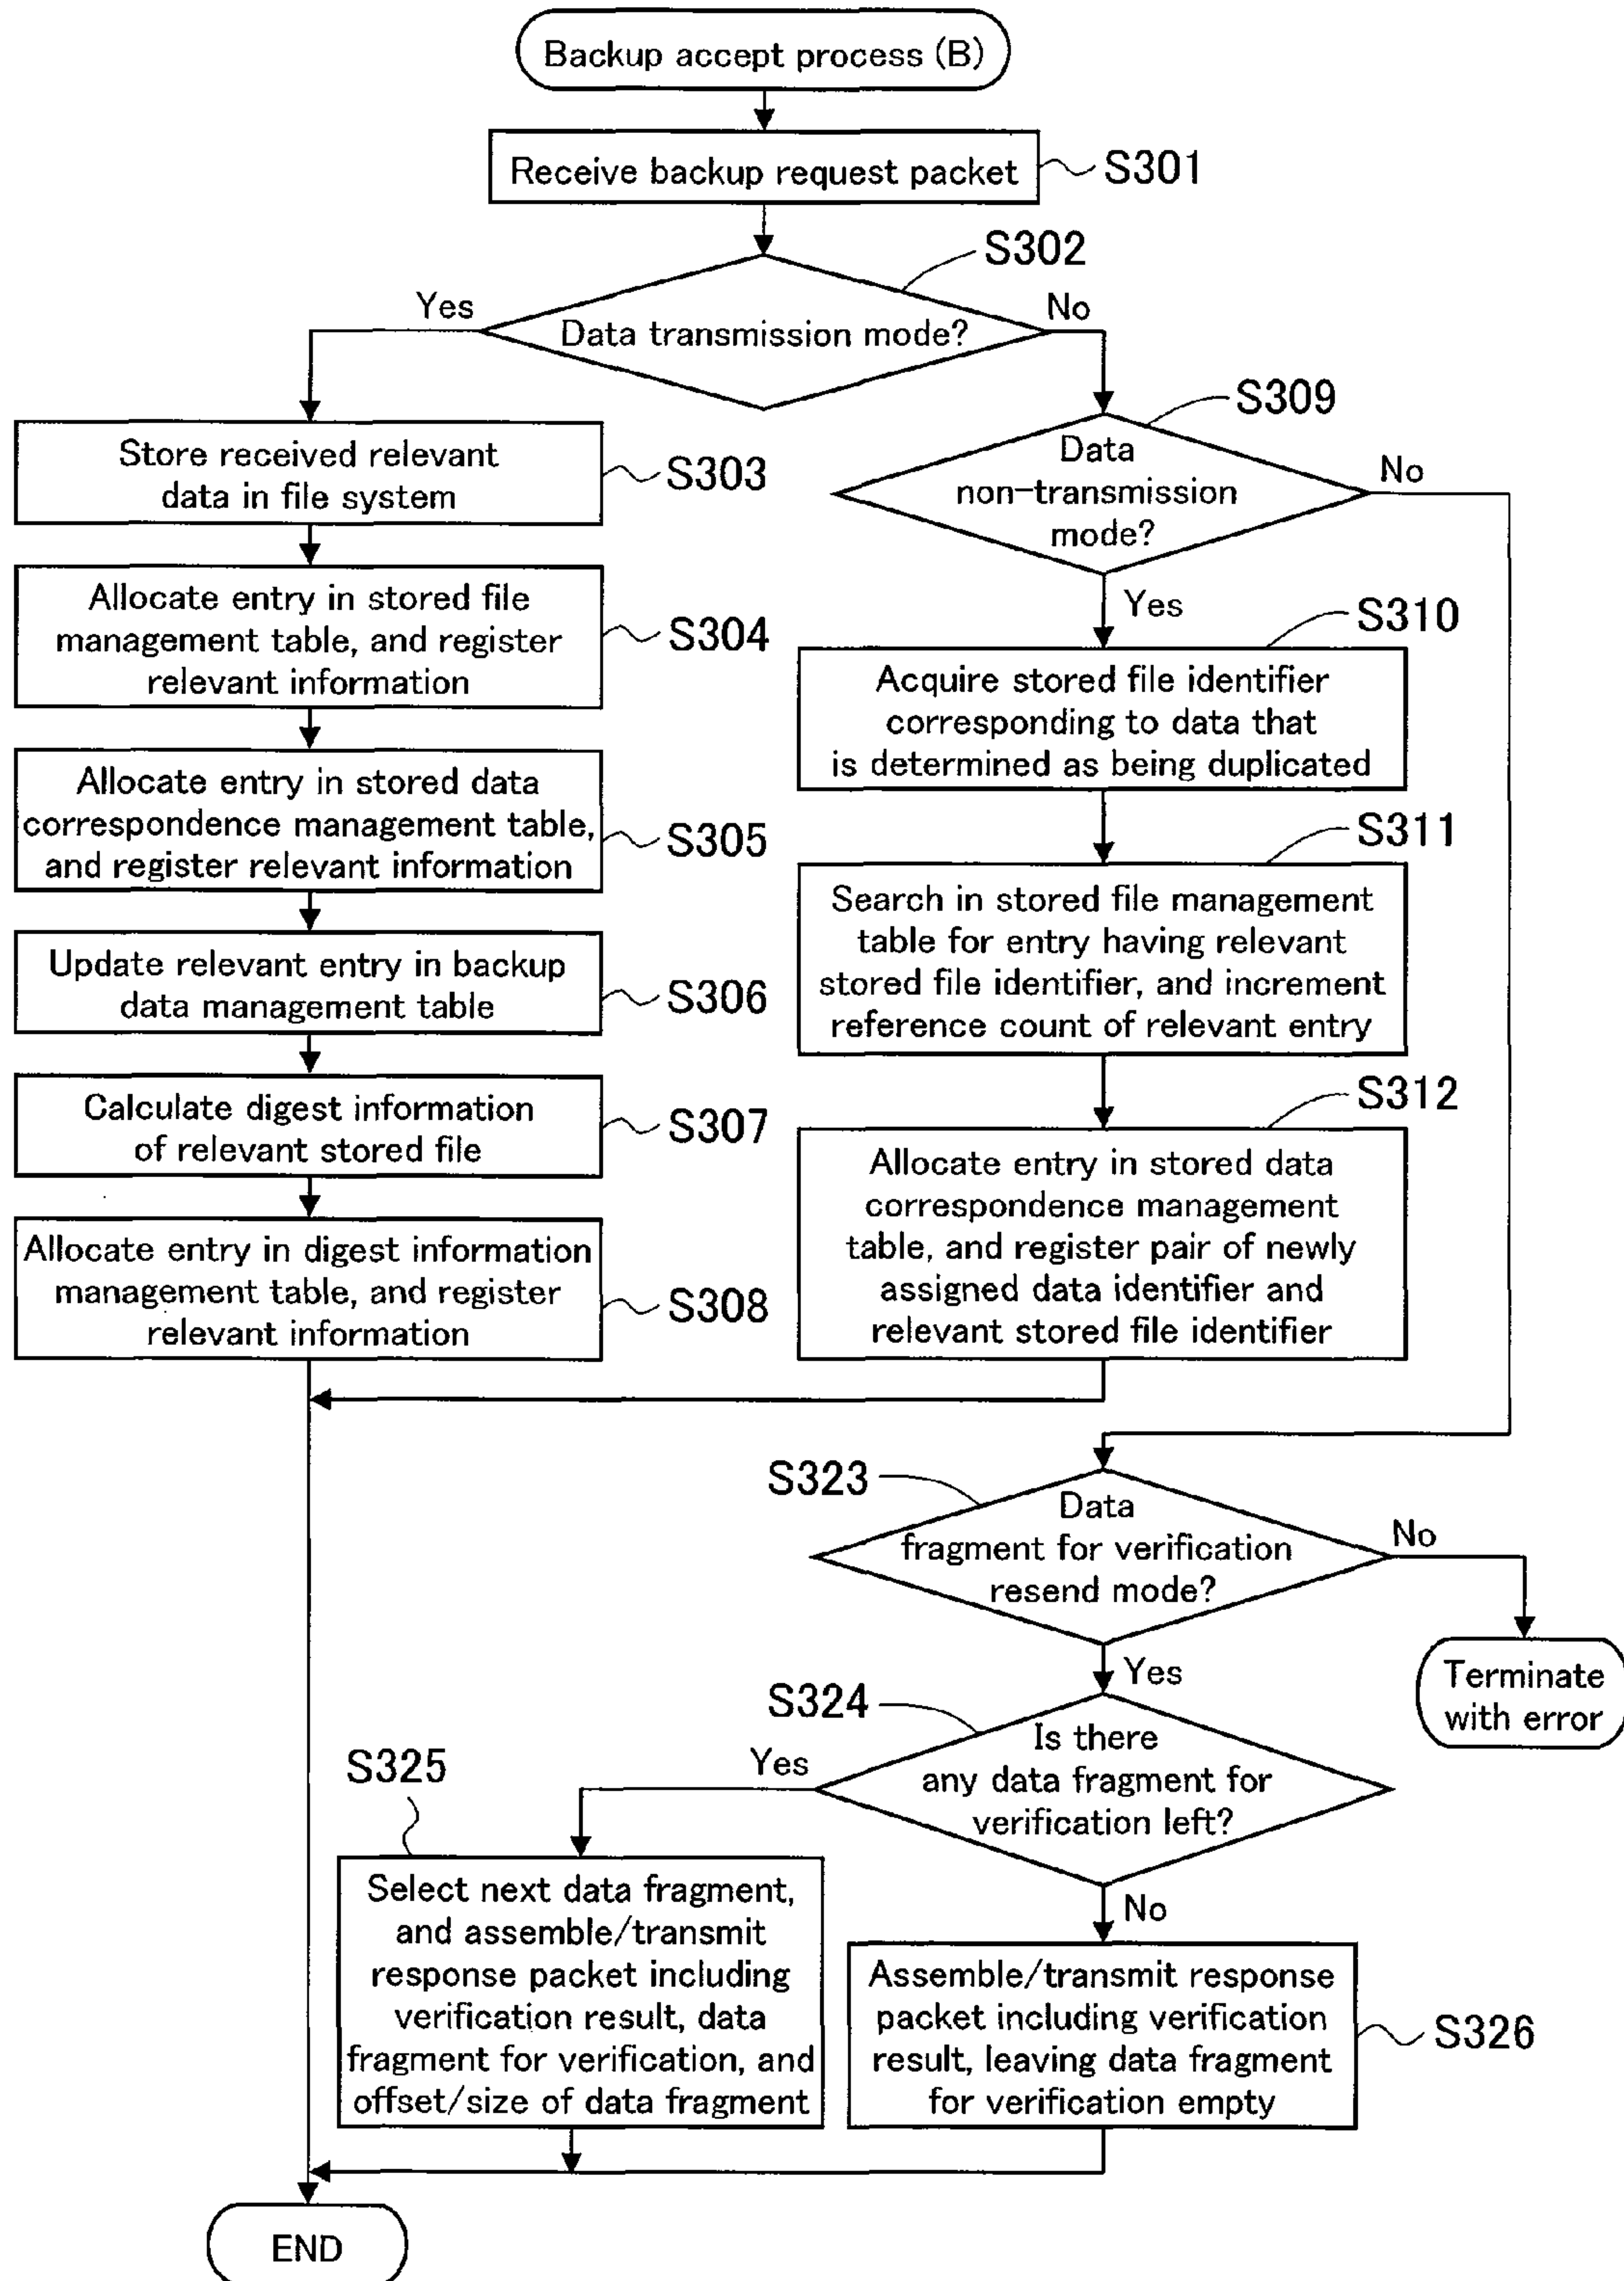 Backup accept process (B)
Receive backup request packet
S301
S302
Yes
No
Data transmission mode?
S309
Store received relevant
data in file system
S303
Data
non-transmission
mode?
No
Yes
Allocate entry in stored file
management table, and register
relevant information
S304
S310
Acquire stored file identifier
corresponding to data that
is determined as being duplicated
Allocate entry in stored data
correspondence management table,
and register relevant information
S305
S311
Search in stored file management
table for entry having relevant
stored file identifier, and increment
reference count of relevant entry
Update relevant entry in backup
data management table
S306
Calculate digest information
of relevant stored file
S307
S312
Allocate entry in stored data
correspondence management
table, and register pair of newly
assigned data identifier and
relevant stored file identifier
Allocate entry in digest information
management table, and register
relevant information
S308
S323
Data
fragment for verification
resend mode?
No
Yes
Terminate
with error
S324
Is there
any data fragment for
verification left?
Yes
No
S325
Select next data fragment,
and assemble/transmit
response packet including
verification result, data
fragment for verification, and
offset/size of data fragment
Assemble/transmit response
packet including verification
result, leaving data fragment
for verification empty
S326
END